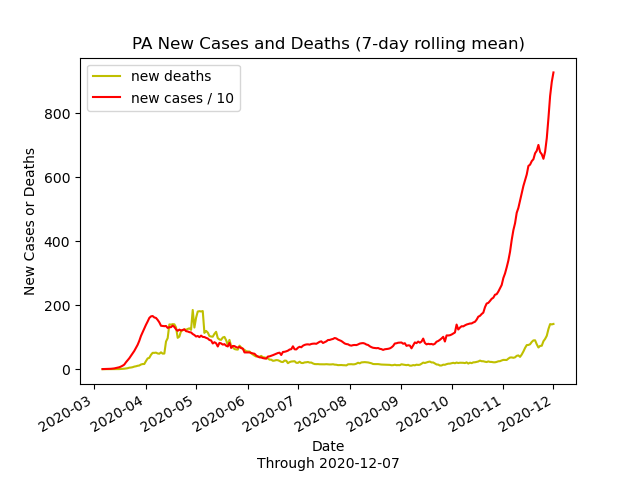 PA New Cases and Deaths (7-day rolling mean)
new deaths
new cases / 10
New Cases or Deaths
800
600
400
200
0
2020-03
2020-04
2020-05
2020-06
2020-07
2020-08
2020-09
2020-10
2020-11
2020-12
Date
Through 2020-12-07